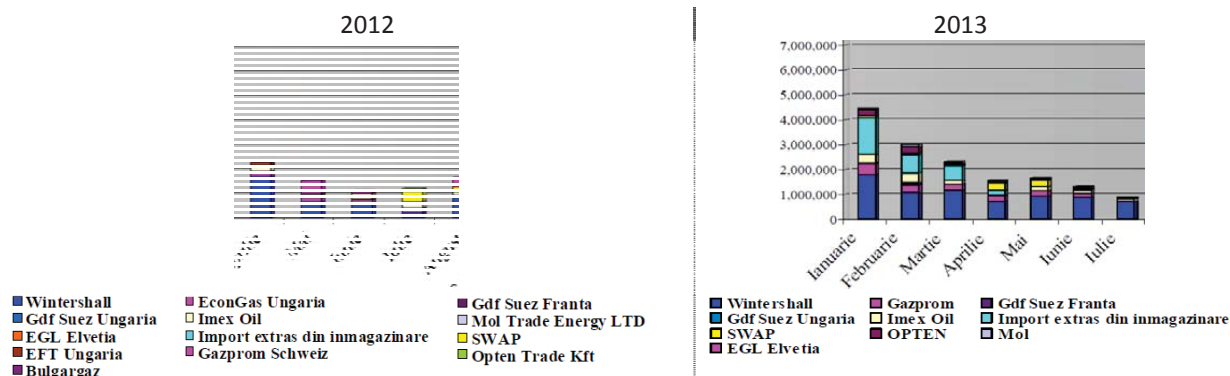 2012
Wintershall
Gdf Suez Ungaria
EGL Elvetia
EFT Ungaria
Bulgargaz
EconGas Ungaria
Imex Oil
Import extras din inmagazinare
Gazprom Schweiz
Gdf Suez Franta
Mol Trade Energy LTD
SWAP
Opten Trade Kft
2013
7,000,000
6,000,000
5,000,000
4,000,000
3,000,000
2,000,000
1,000,000
0
Ianuarie
Februarie
Martie
Aprilie
Mai
Iunie
Iulie
Wintershall
Gdf Suez Ungaria
SWAP
EGL Elvetia
Gazprom
Imex Oil
OPTEN
Gdf Suez Franta
Import extras din inmagazinare
Mol